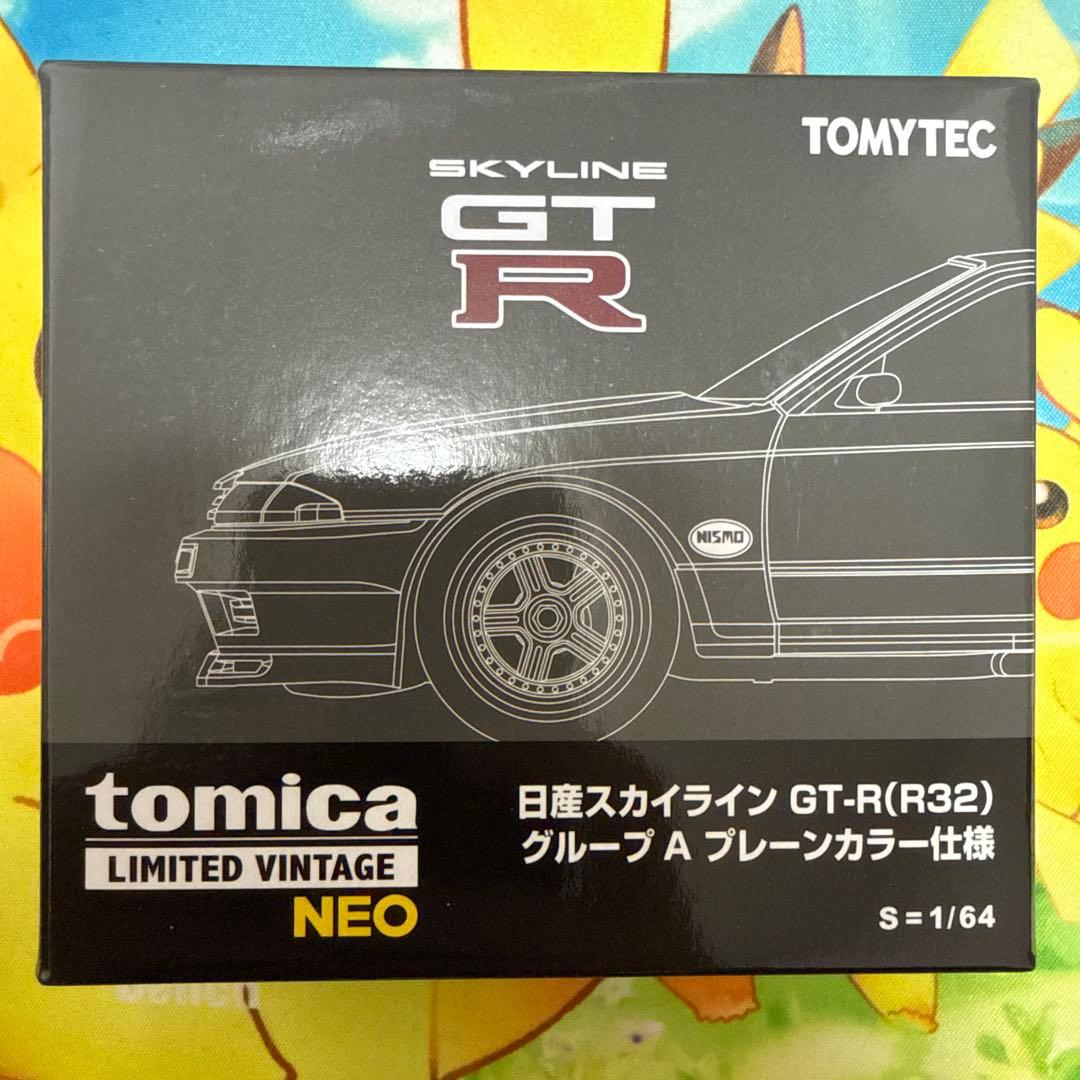 TOMYTEC
SKYLINE
GT
R
NISMO
tomica
LIMITED VINTAGE
NEO
日産スカイライン GT-R(R32)
グループ A プレーンカラー仕様
S=1/64